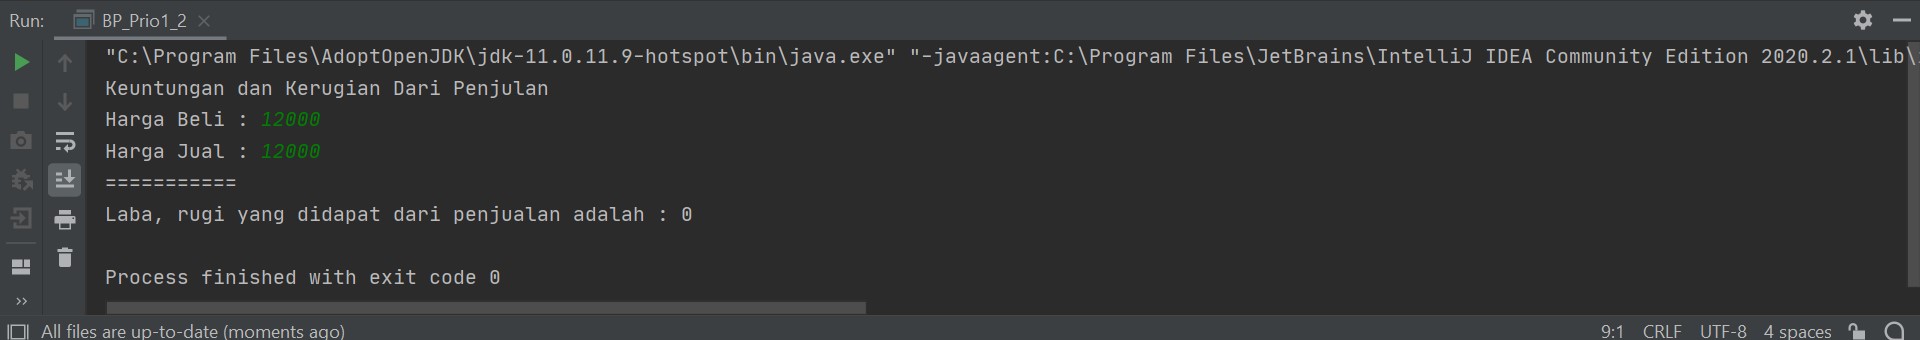 Run: BP_Prio1_2
"C:\Program Files\AdoptOpenJDK\jdk-11.0.11.9-hotspot\bin\java.exe" "-javaagent:C:\Program Files\JetBrains\IntelliJ IDEA Community Edition 2020.2.1\lib\
Keuntungan dan Kerugian Dari Penjulan
Harga Beli : 12000
Harga Jual : 12000
===========
Laba, rugi yang didapat dari penjualan adalah : 0
Process finished with exit code 0
All files are up-to-date (moments ago) 9:1 CRLF UTF-8 4 spaces